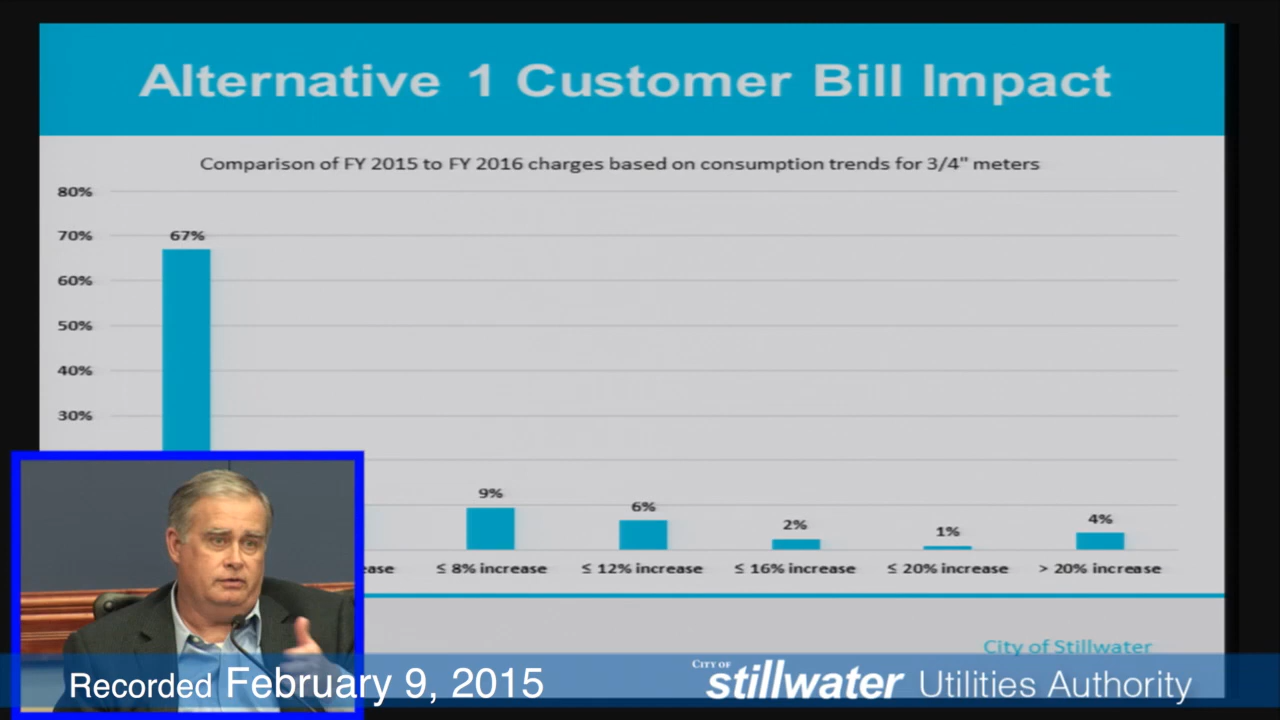 Alternative 1 Customer Bill Impact
Comparison of FY 2015 to FY 2016 charges based on consumption trends for 3/4" meters
80%
70%
67%
60%
50%
40%
30%
9%
6%
2%
1%
4%
ease
≤ 8% increase
≤ 12% increase
≤ 16% increase
≤ 20% increase
> 20% increase
City of Stillwater
Recorded February 9, 2015
CITY OF
stillwater Utilities Authority